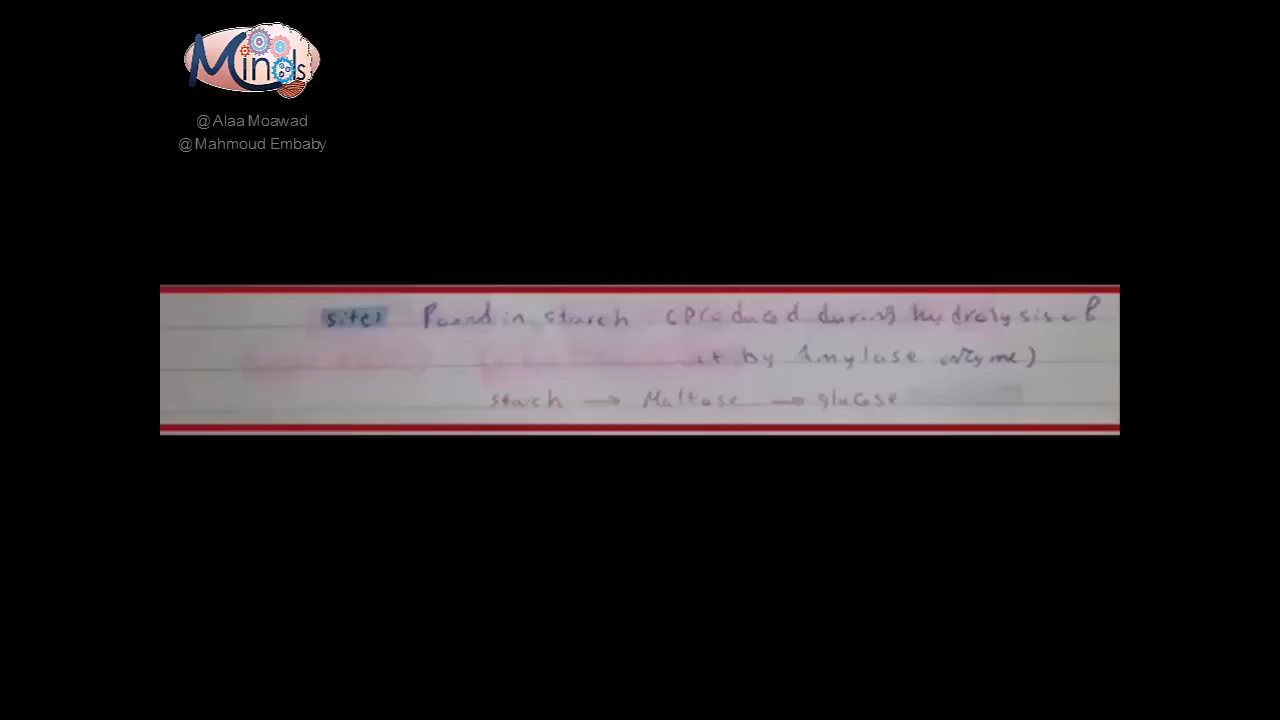 Minds
@Alaa Moawad
@Mahmoud Embaby
site: Found in starch (Produced during hydrolysis of
it by Amylase enzyme)
starch → Maltose → glucose